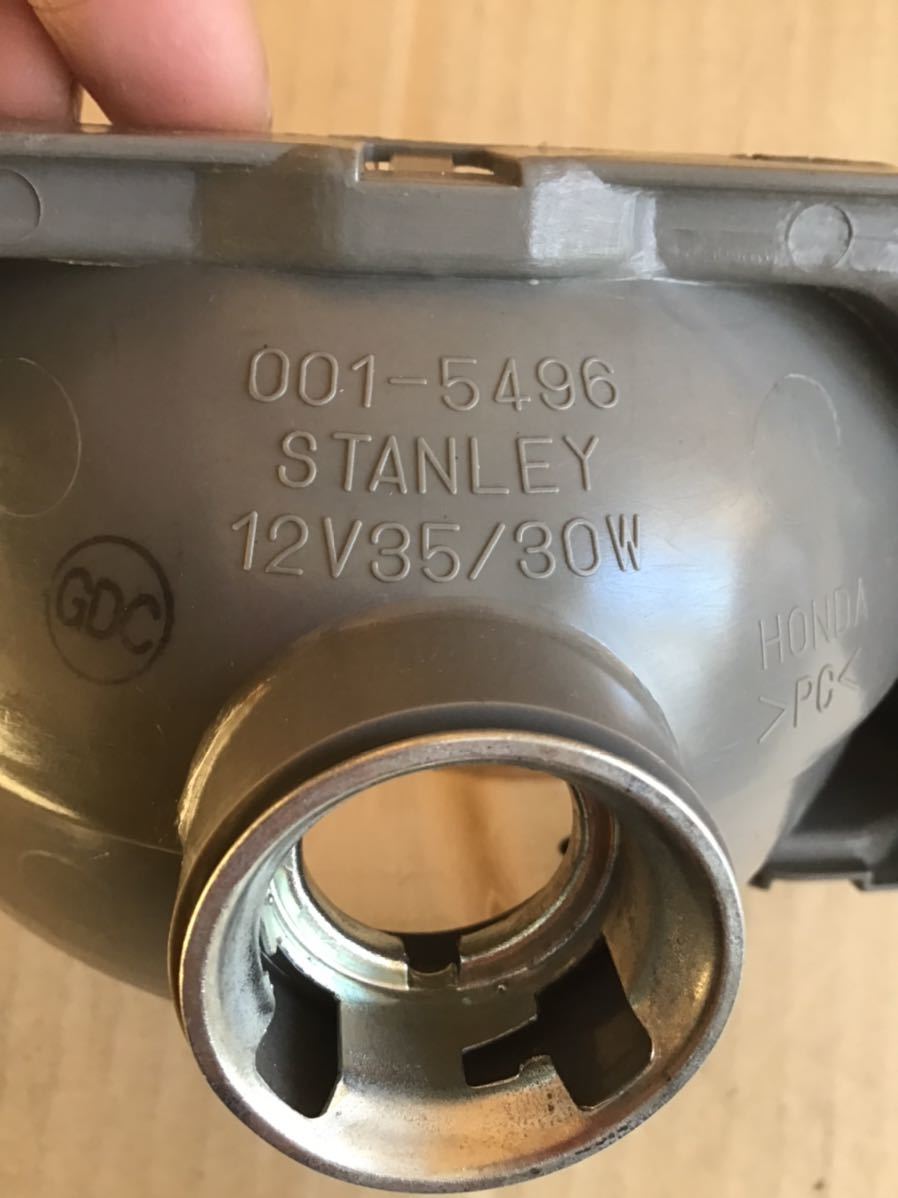 001-5496
STANLEY
12V35/30W
GDC
HONDA
>PC<